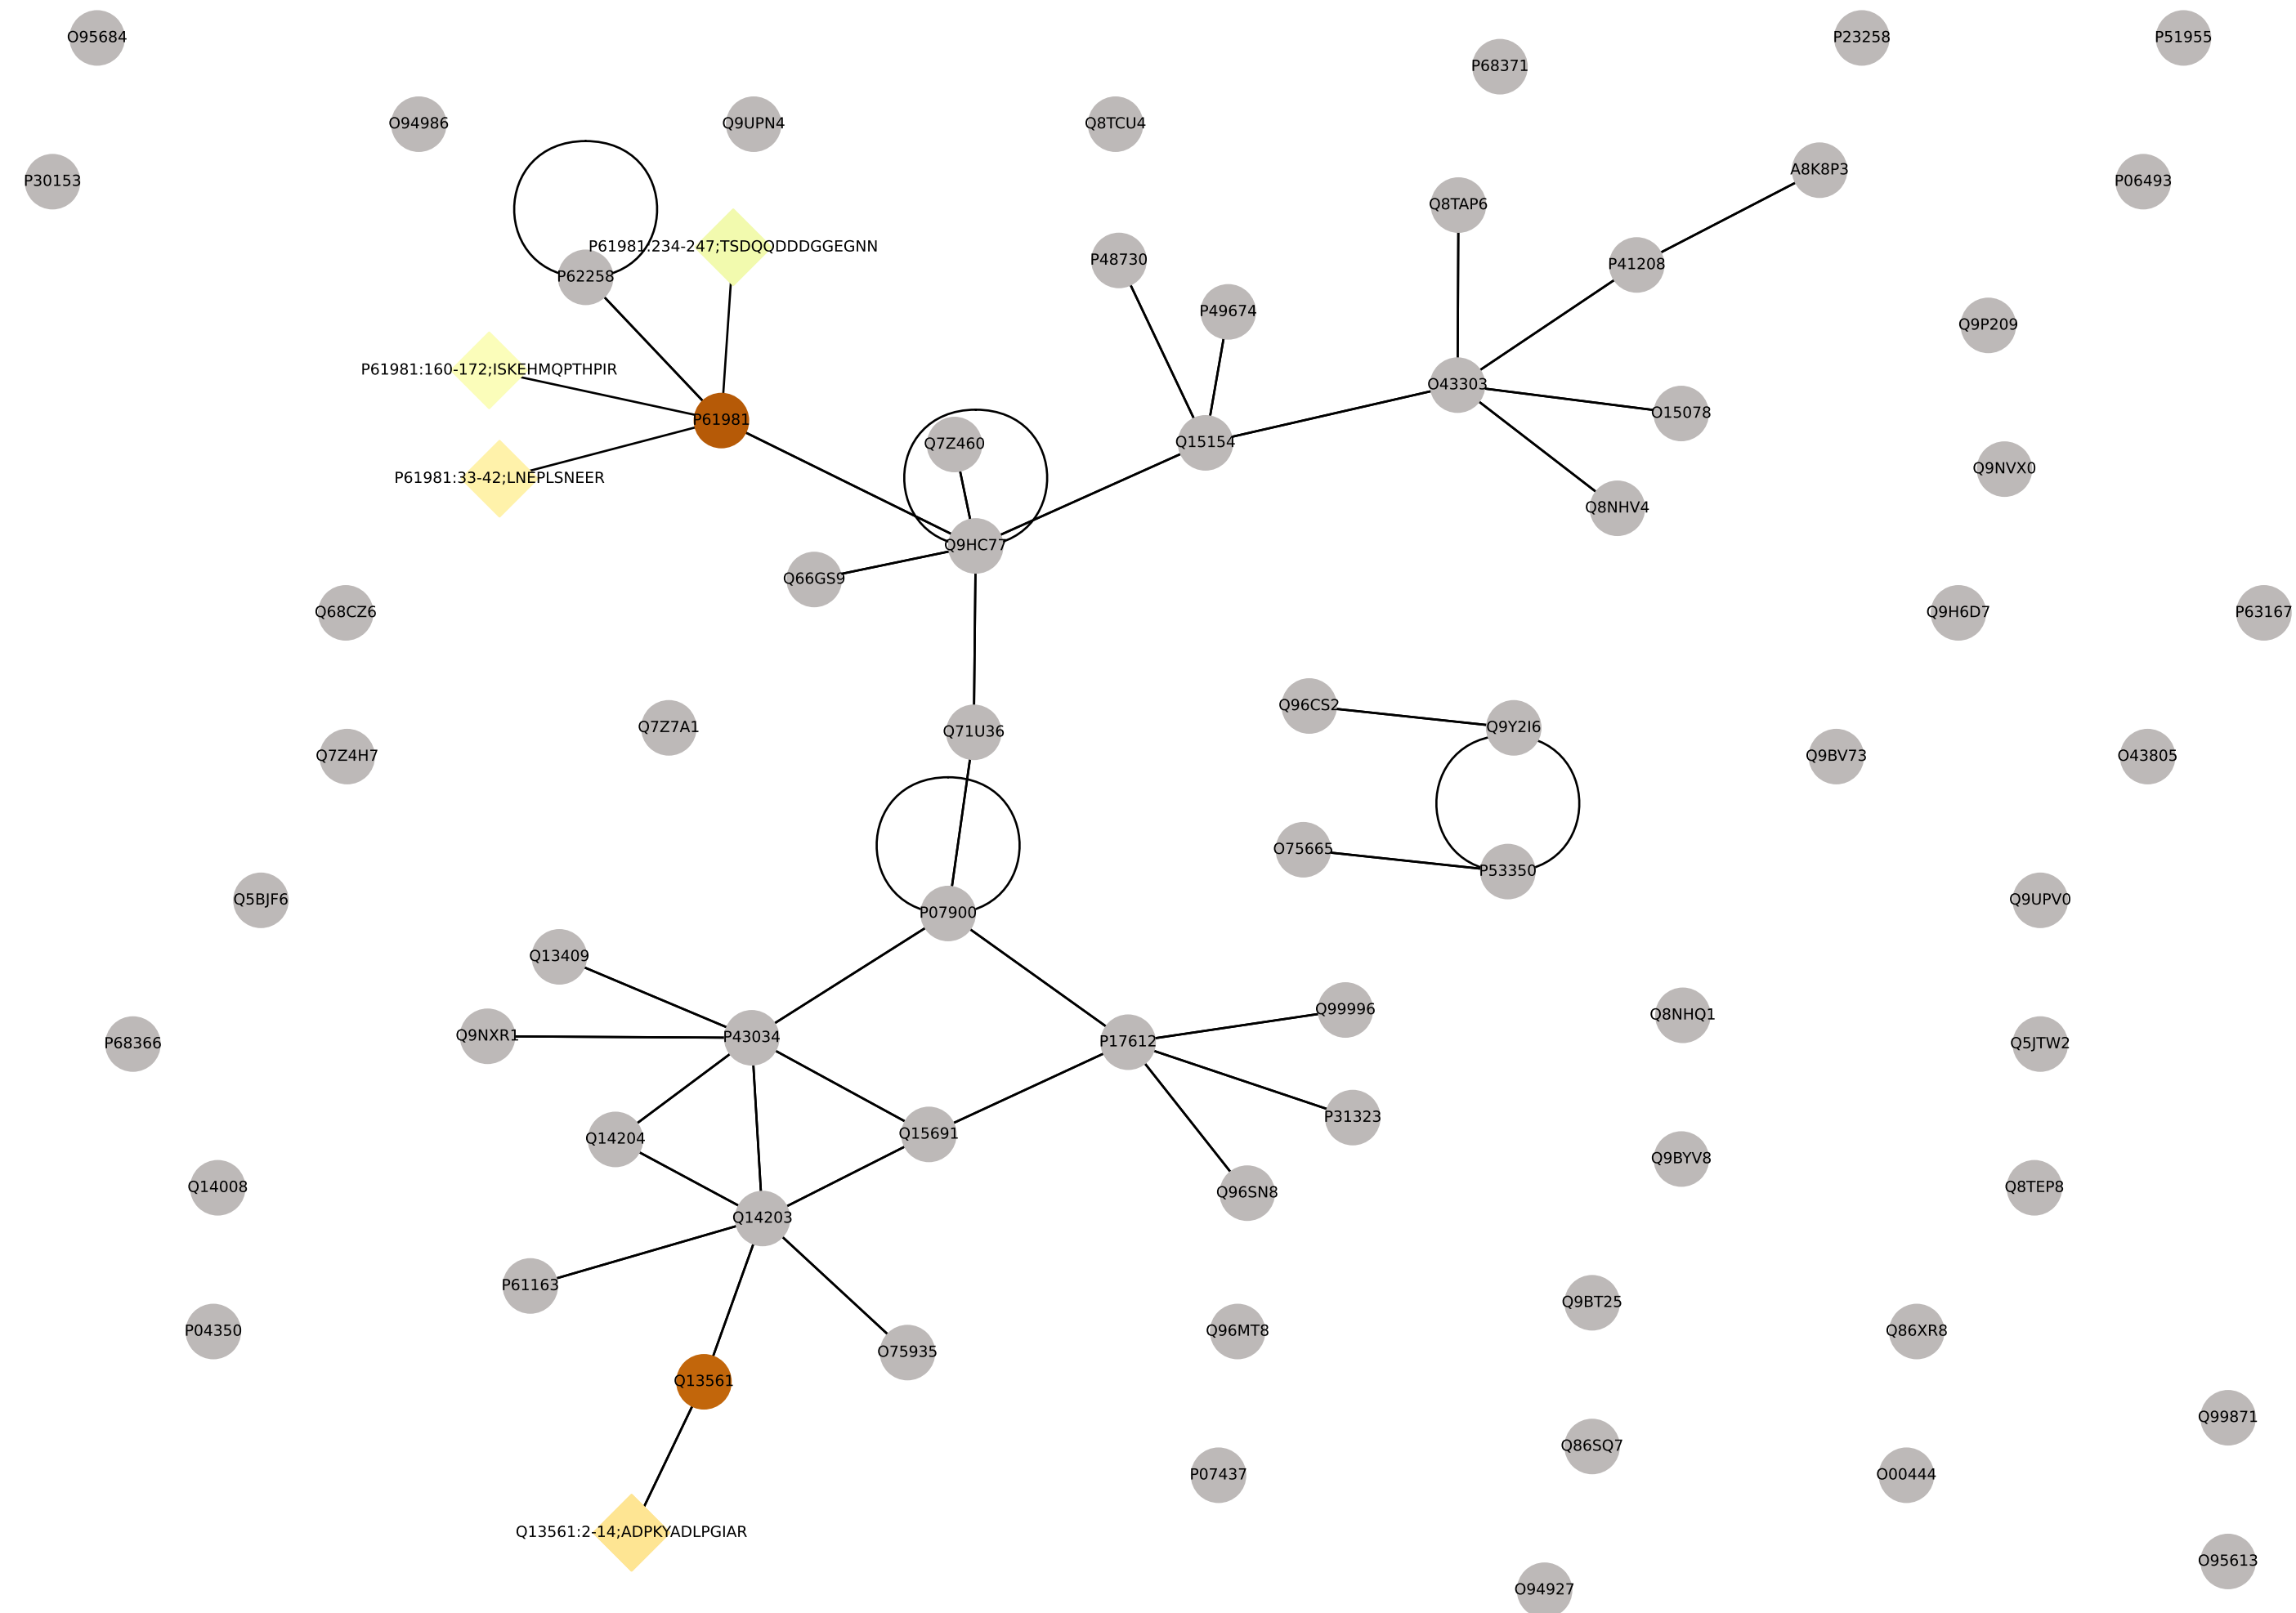 O95684
P23258
P51955
P68371
O94986
Q9UPN4
Q8TCU4
A8K8P3
P30153
P06493
Q8TAP6
P61981:234-247;TSDQQDDDGGEGNN
P48730
P41208
P62258
P49674
Q9P209
P61981:160-172;ISKEHMQPTHPIR
O43303
O15078
P61981
Q15154
Q7Z460
Q9NVX0
P61981:33-42;LNEPLSNEER
Q8NHV4
Q9HC77
Q66GS9
Q68CZ6
Q9H6D7
P63167
Q96CS2
Q7Z7A1
Q9Y2I6
Q71U36
Q7Z4H7
Q9BV73
O43805
O75665
P53350
Q5BJF6
Q9UPV0
P07900
Q13409
Q99996
Q8NHQ1
Q9NXR1
P43034
P17612
P68366
Q5JTW2
P31323
Q15691
Q14204
Q9BYV8
Q14008
Q8TEP8
Q96SN8
Q14203
P61163
Q9BT25
P04350
Q96MT8
Q86XR8
O75935
Q13561
Q99871
Q86SQ7
P07437
O00444
Q13561:2-14;ADPKYADLPGIAR
O95613
O94927